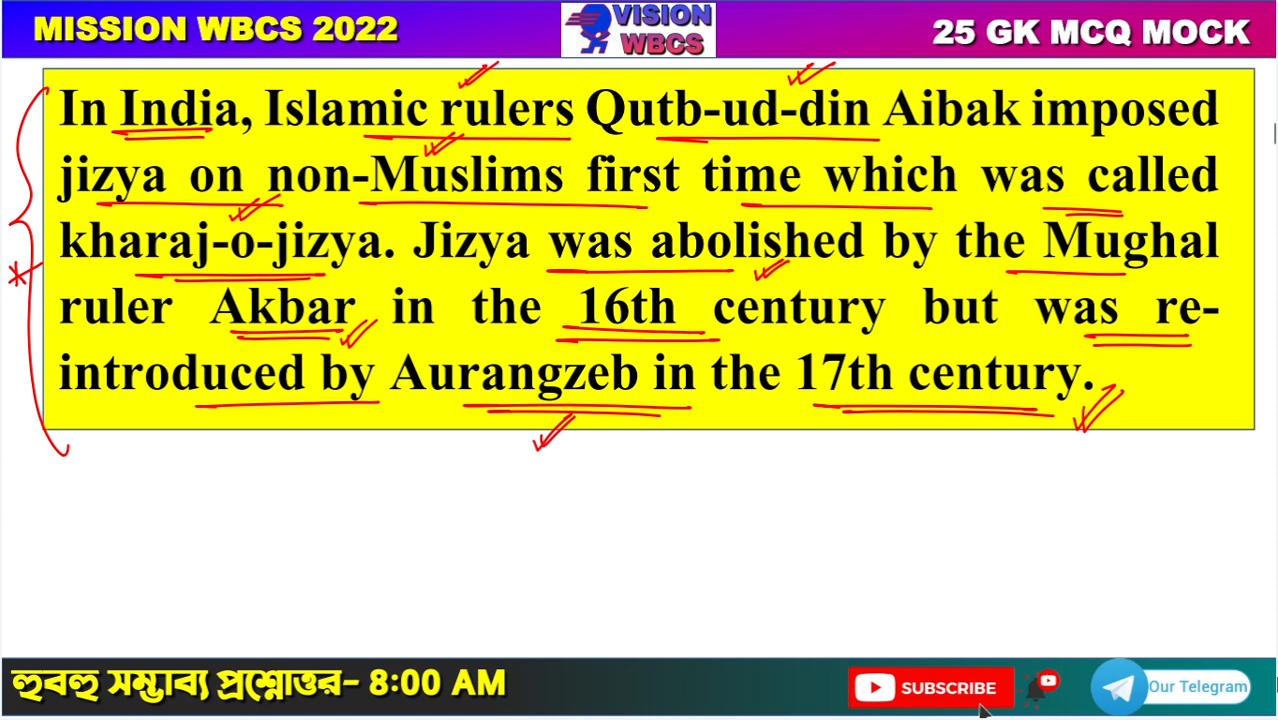 MISSION WBCS 2022
VISION
WBCS
25 GK MCQ MOCK
In India, Islamic rulers Qutb-ud-din Aibak imposed
jizya on non-Muslims first time which was called
kharaj-o-jizya. Jizya was abolished by the Mughal
ruler Akbar in the 16th century but was re-
introduced by Aurangzeb in the 17th century.
হুবহু সম্ভাব্য প্রশ্নোত্তর- 8:00 AM
SUBSCRIBE
Our Telegram